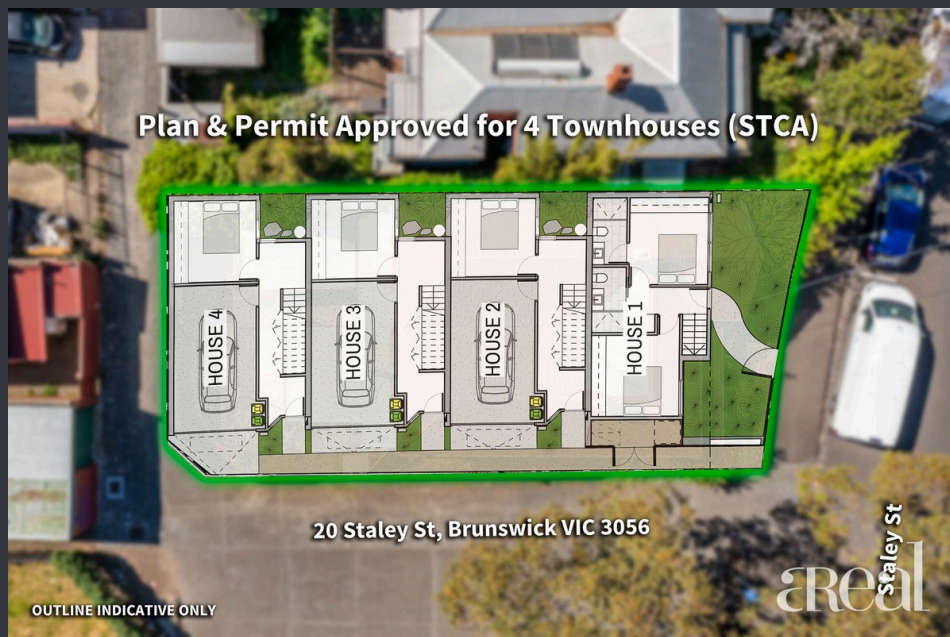 Plan & Permit Approved for 4 Townhouses (STCA)
HOUSE 4
HOUSE 3
HOUSE 2
HOUSE 1
20 Staley St, Brunswick VIC 3056
Staley St
aREal
OUTLINE INDICATIVE ONLY